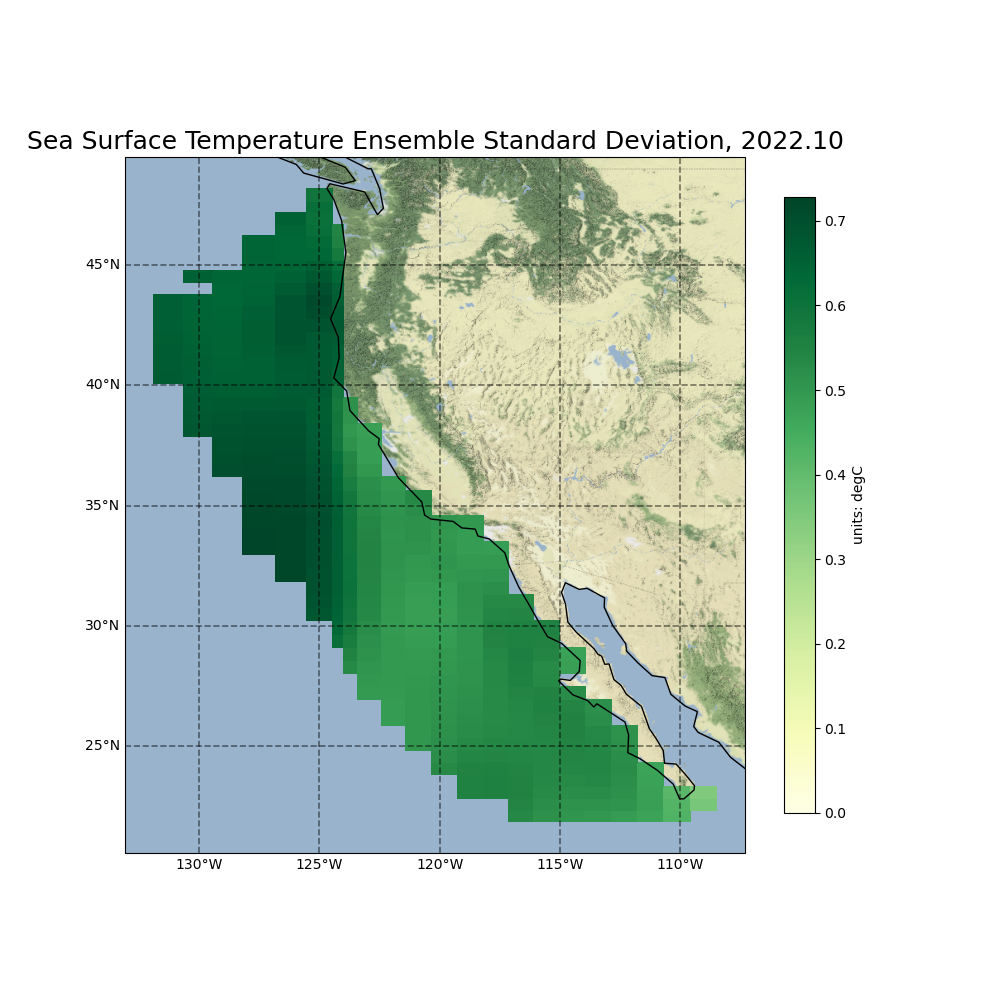 Sea Surface Temperature Ensemble Standard Deviation, 2022.10
45°N
40°N
35°N
30°N
25°N
130°W
125°W
120°W
115°W
110°W
0.7
0.6
0.5
0.4
0.3
0.2
0.1
0.0
units: degC